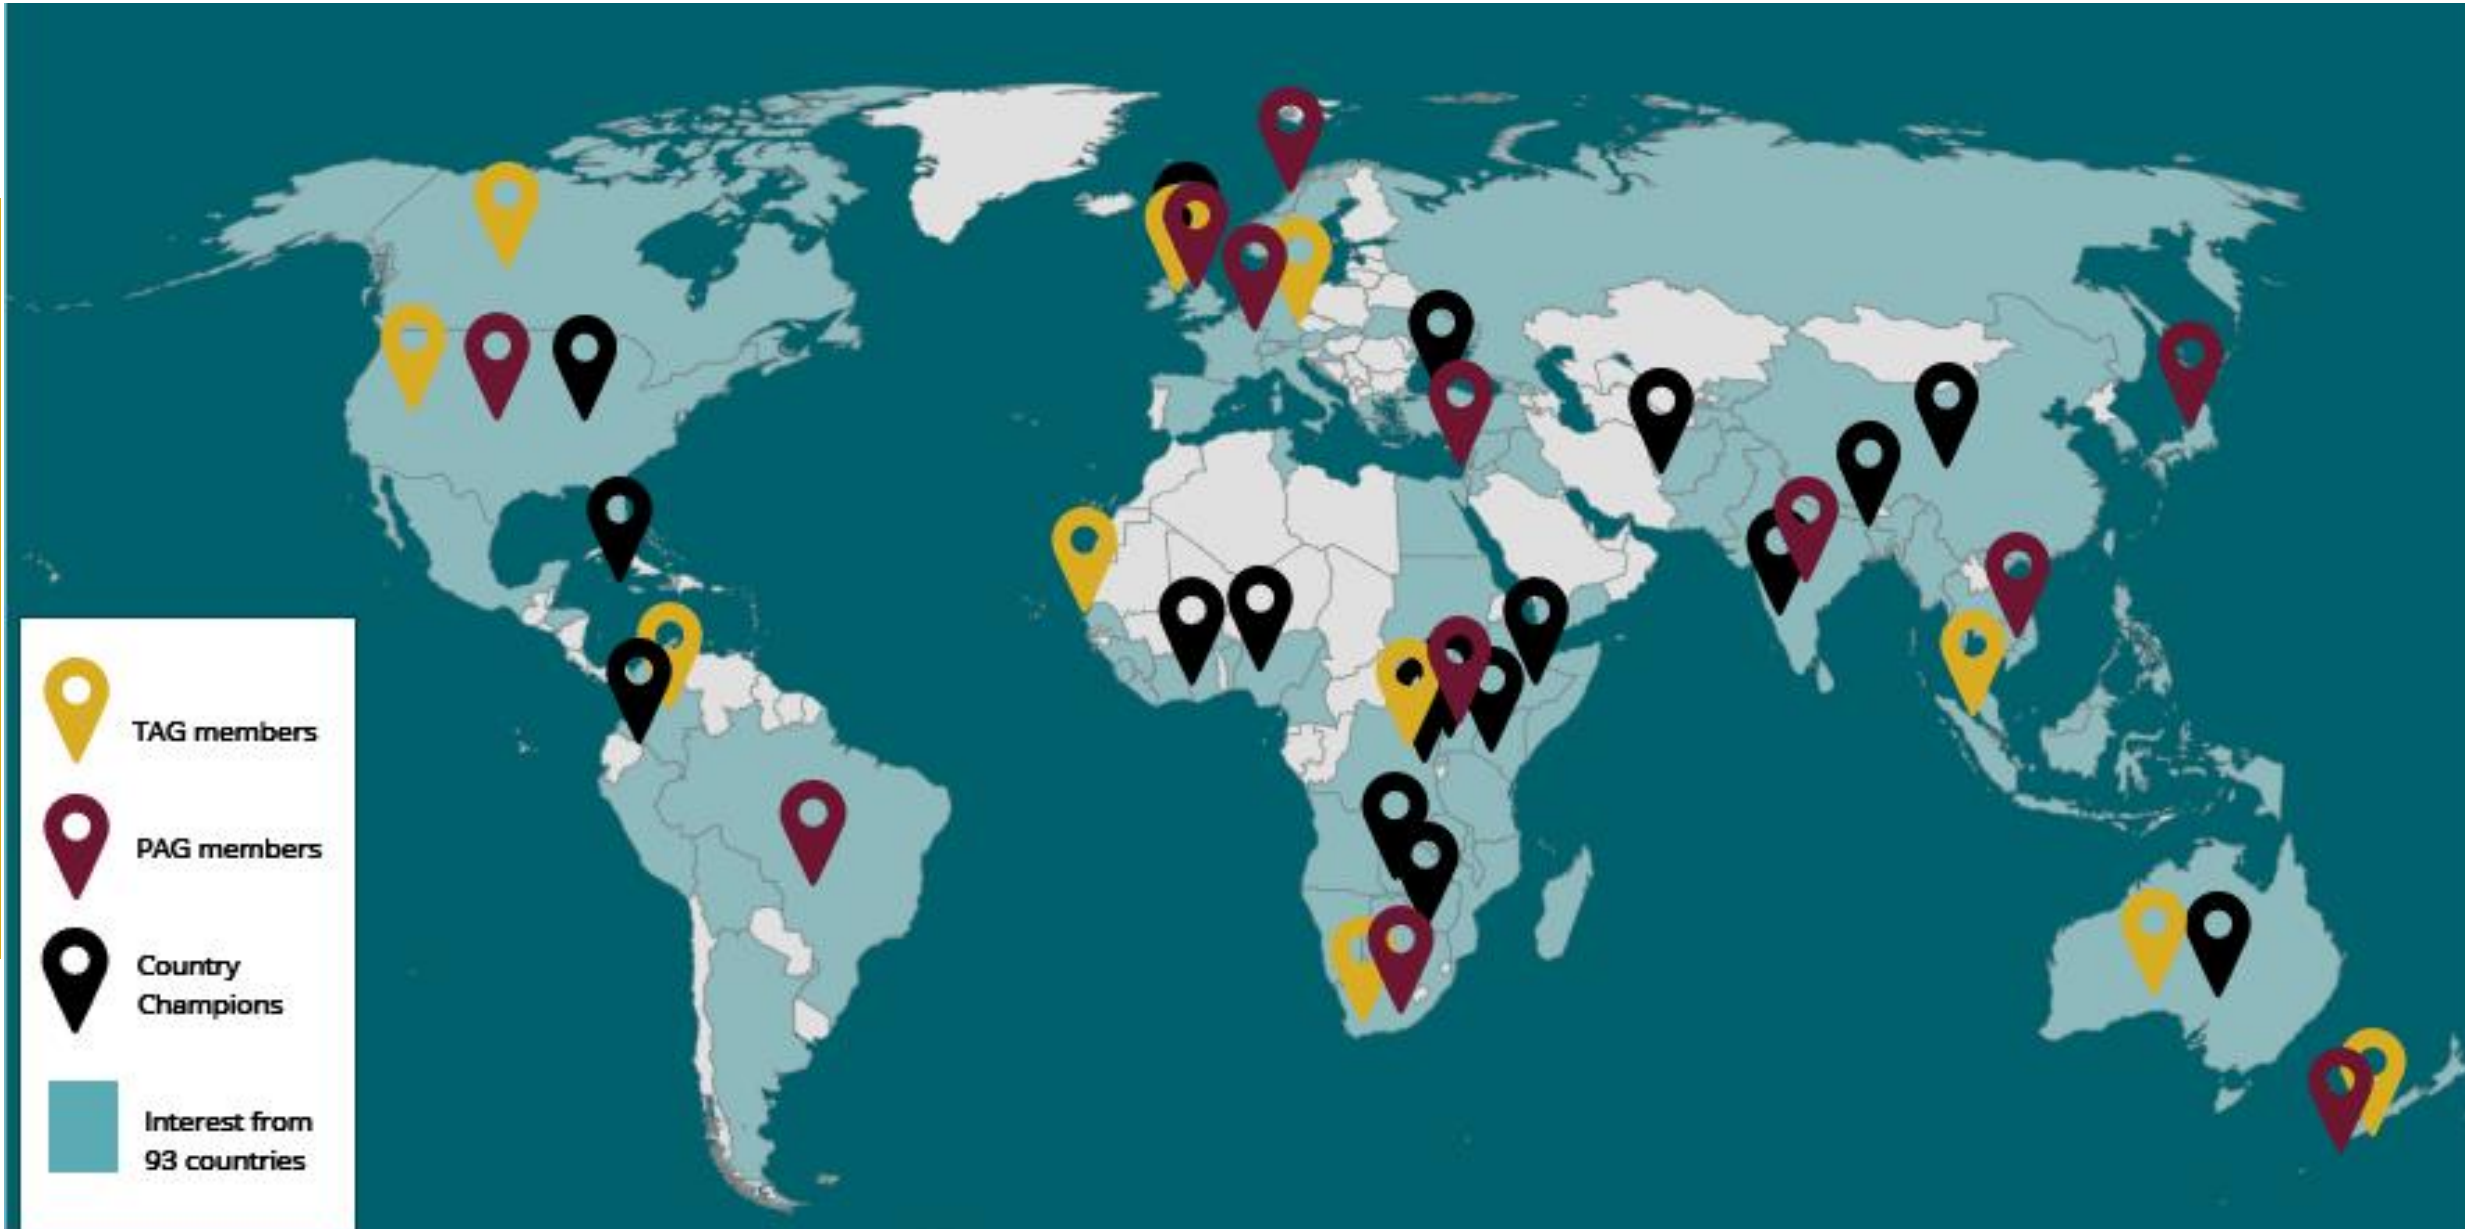 TAG members
PAG members
Country
Champions
Interest from
93 countries